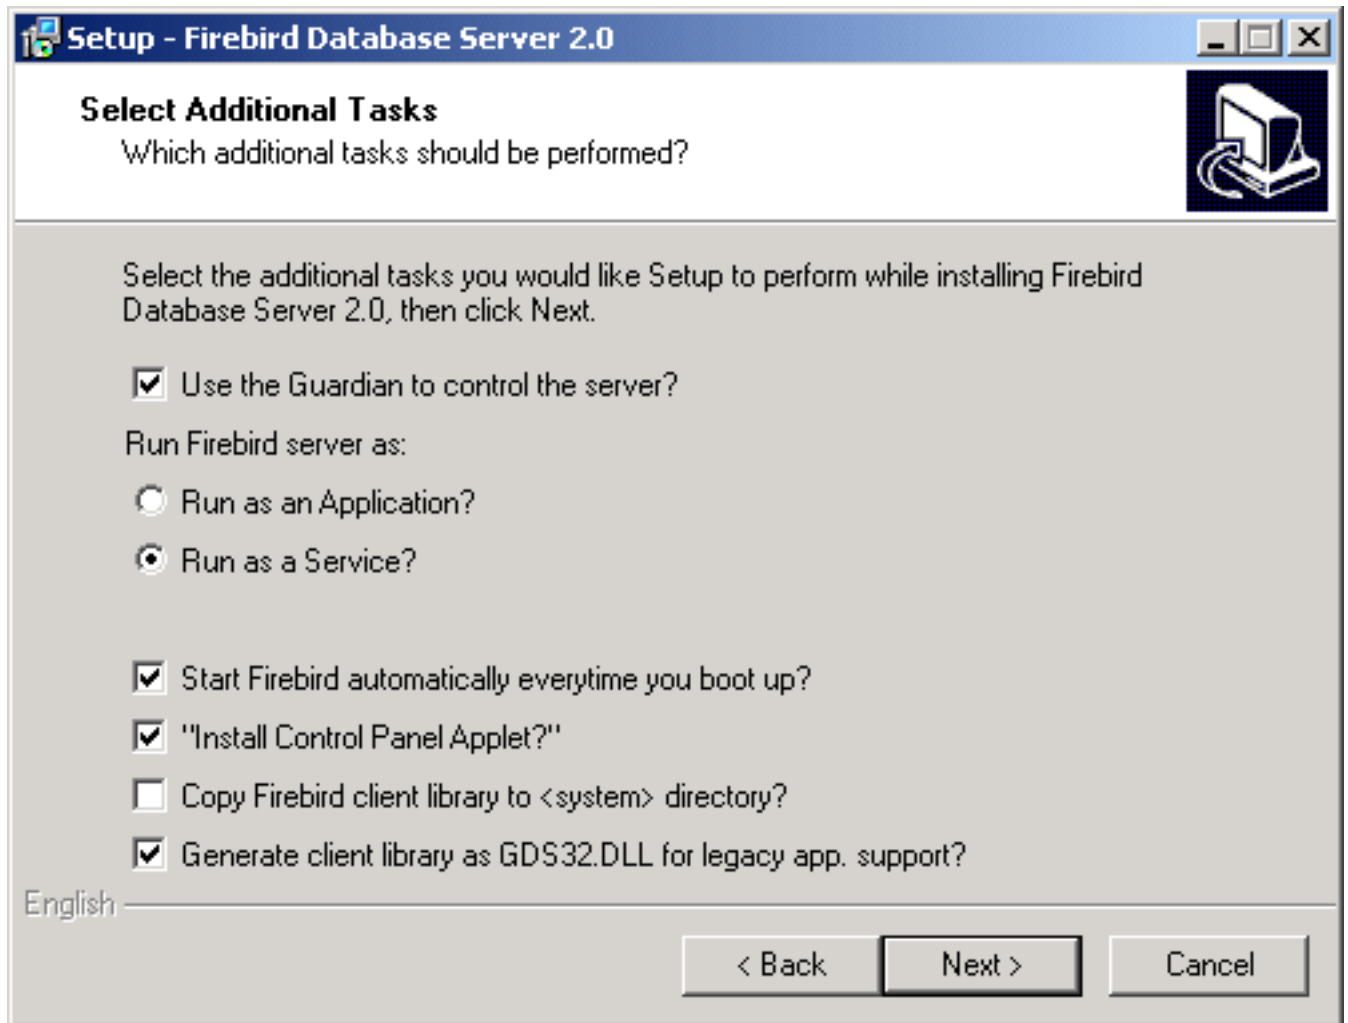 Setup - Firebird Database Server 2.0
Select Additional Tasks
Which additional tasks should be performed?
Select the additional tasks you would like Setup to perform while installing Firebird
Database Server 2.0, then click Next.
Use the Guardian to control the server?
Run Firebird server as:
Run as an Application?
Run as a Service?
Start Firebird automatically everytime you boot up?
"Install Control Panel Applet?"
Copy Firebird client library to <system> directory?
Generate client library as GDS32.DLL for legacy app. support?
English
< Back
Next >
Cancel